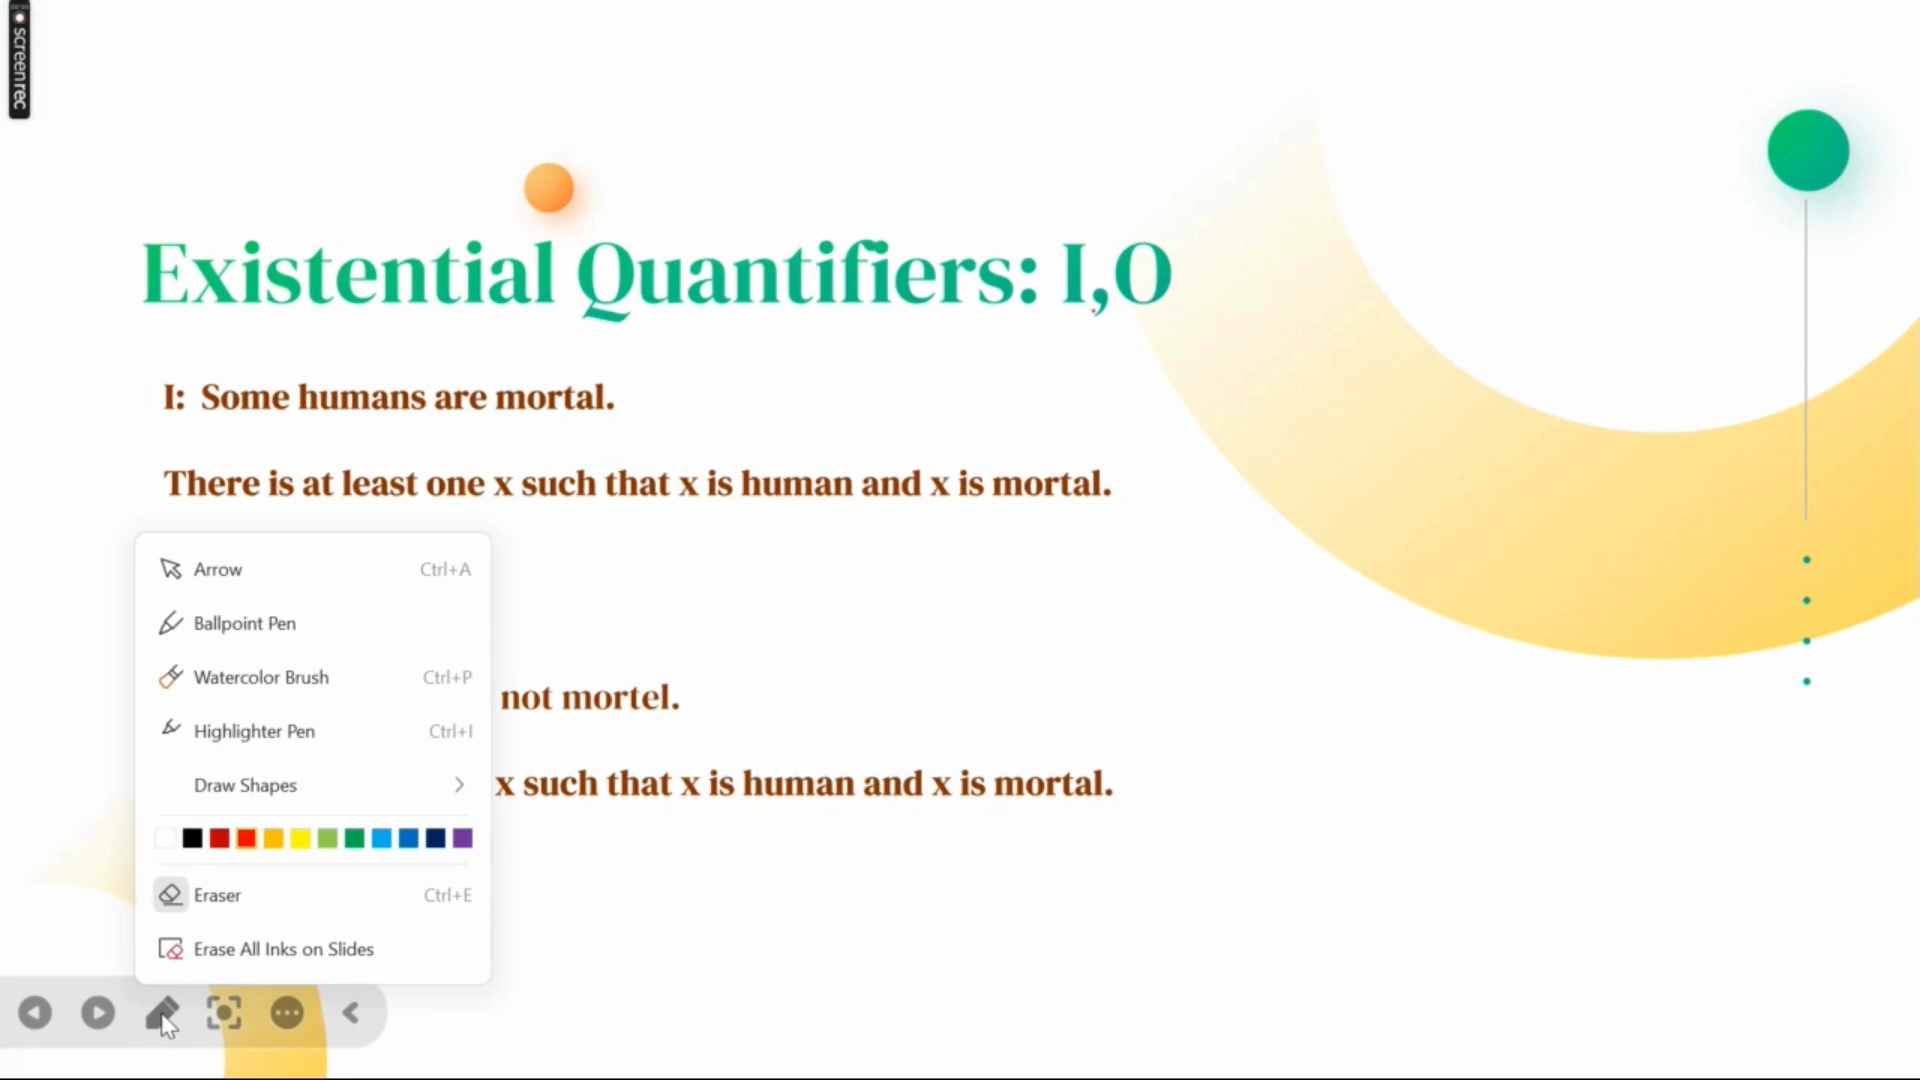 screenrec
Existential Quantifiers: I,O
I: Some humans are mortal.
There is at least one x such that x is human and x is mortal.
Arrow Ctrl+A
Ballpoint Pen
Watercolor Brush Ctrl+P
not mortel.
Highlighter Pen Ctrl+I
Draw Shapes
x such that x is human and x is mortal.
Eraser Ctrl+E
Erase All Inks on Slides